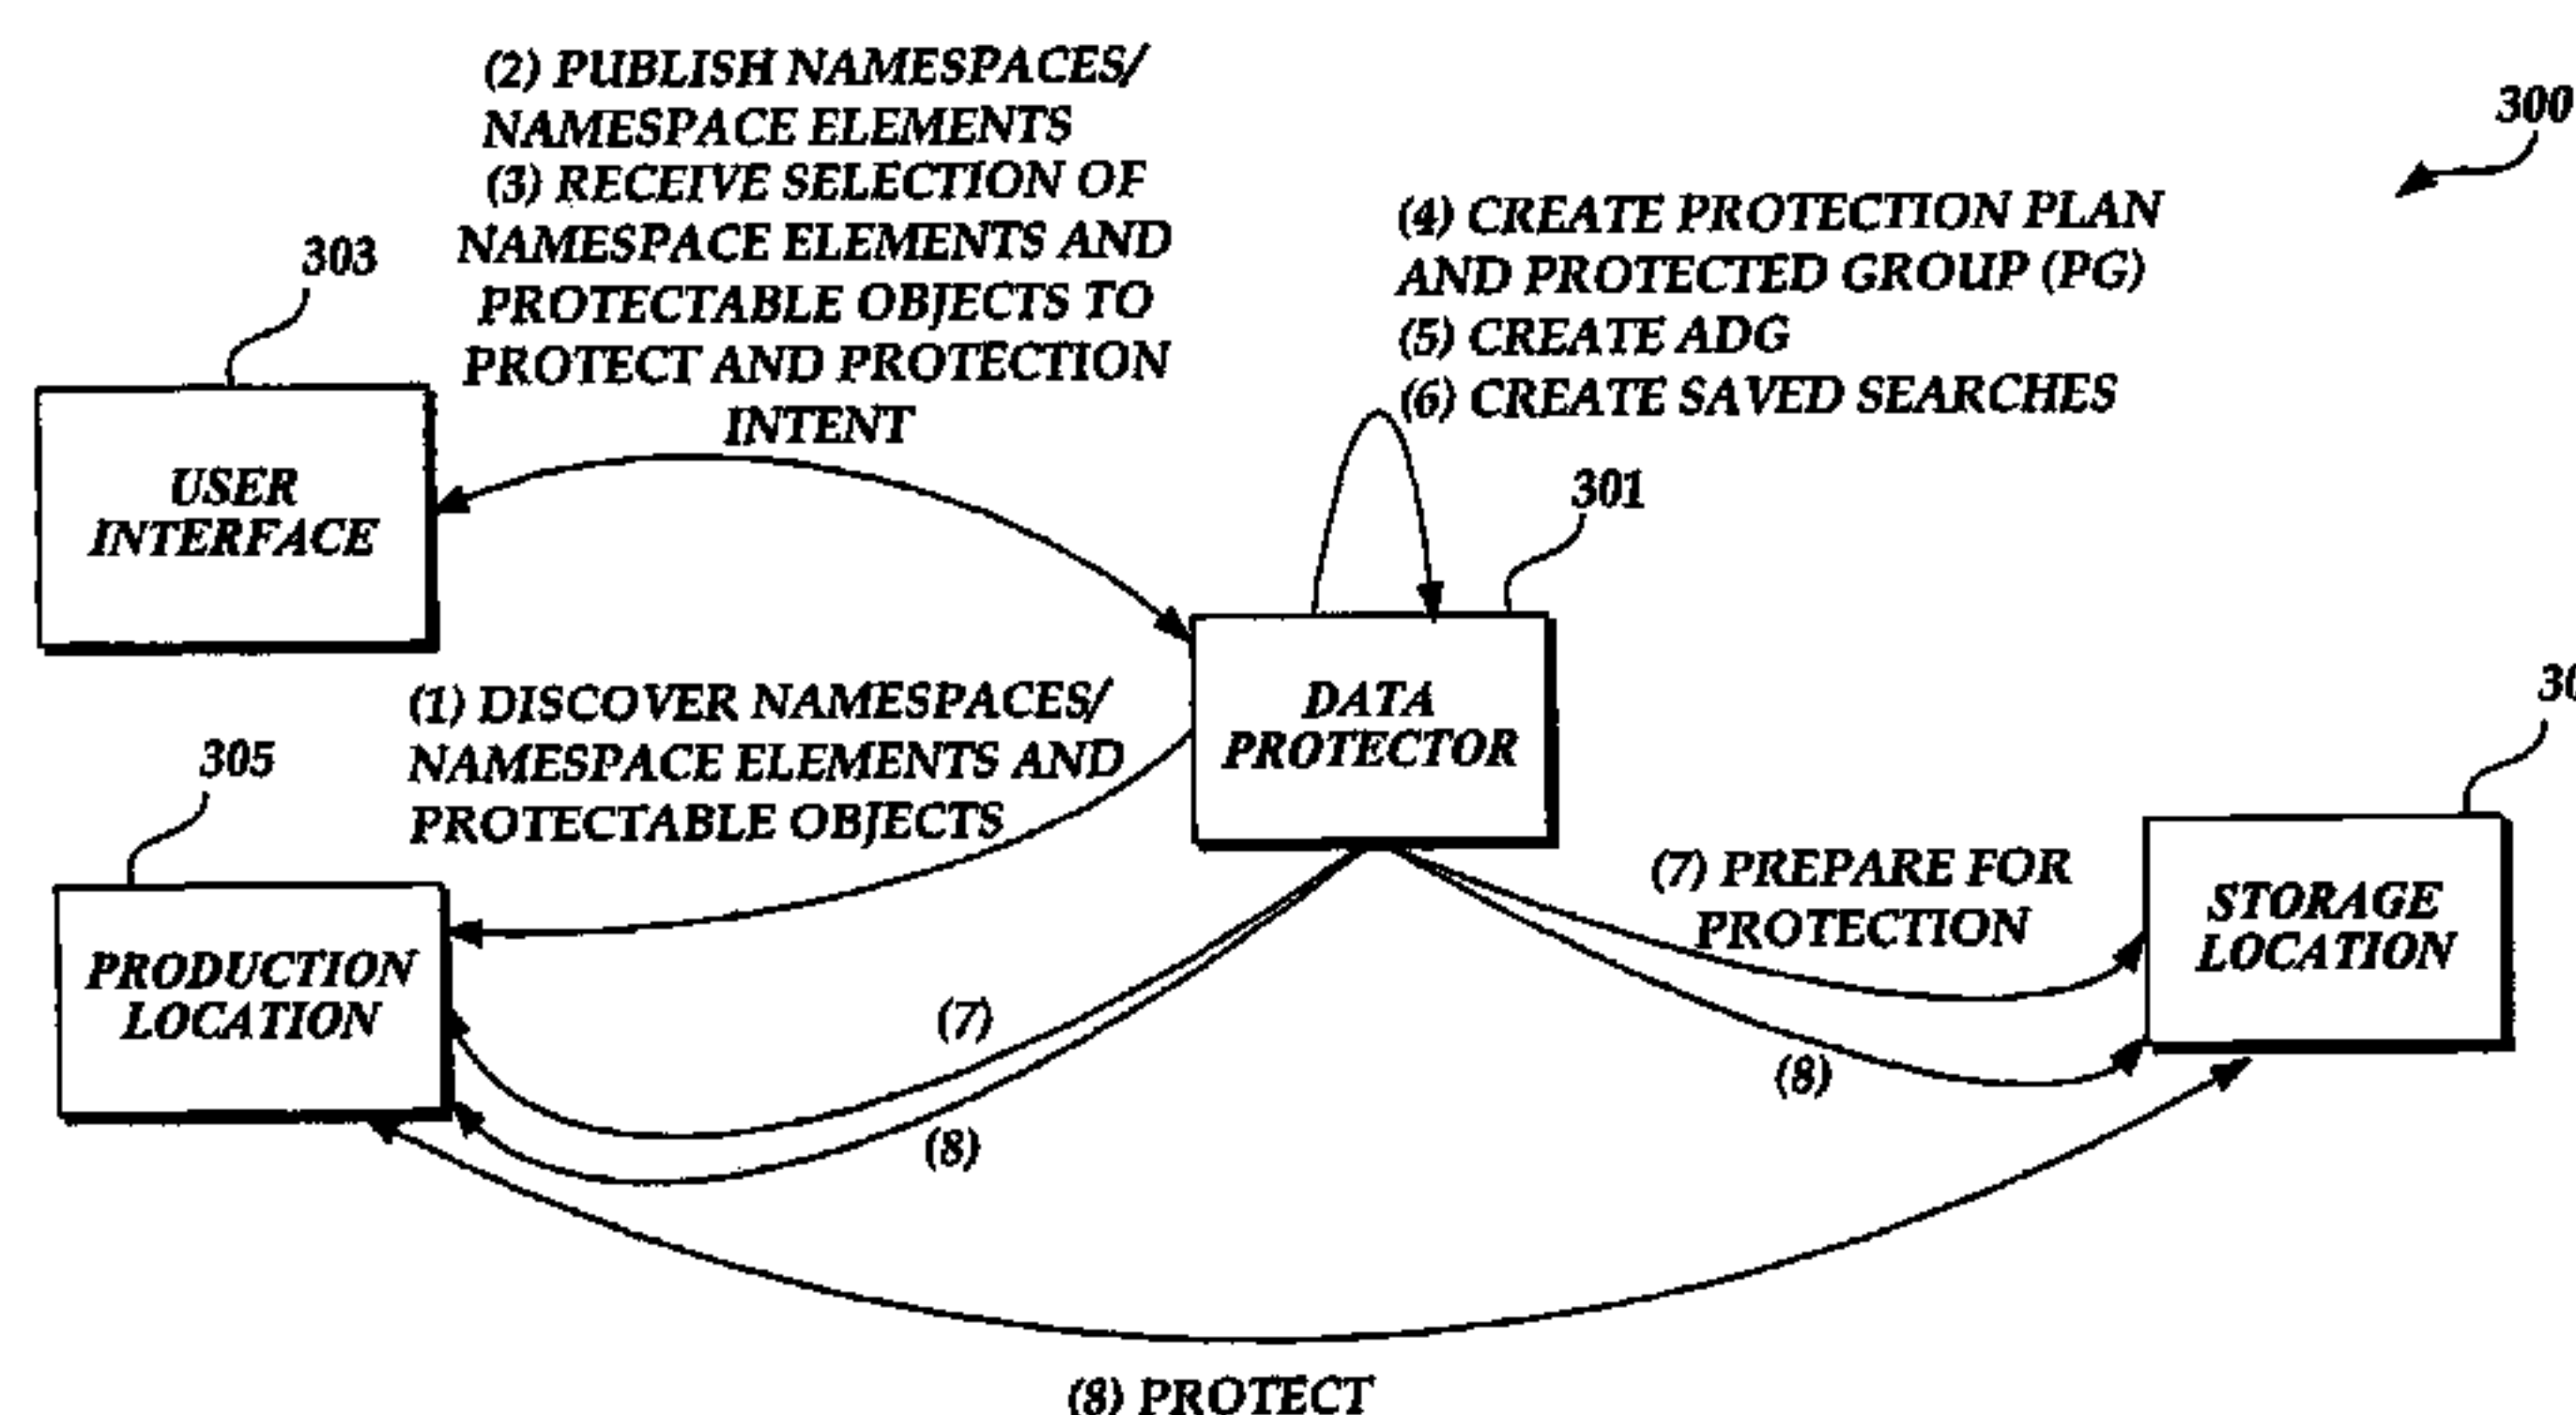 (2) PUBLISH NAMESPACES/
NAMESPACE ELEMENTS
(3) RECEIVE SELECTION OF
NAMESPACE ELEMENTS AND
PROTECTABLE OBJECTS TO
PROTECT AND PROTECTION
INTENT
300
(4) CREATE PROTECTION PLAN
AND PROTECTED GROUP (PG)
(5) CREATE ADG
(6) CREATE SAVED SEARCHES
303
USER
INTERFACE
301
DATA
PROTECTOR
(1) DISCOVER NAMESPACES/
NAMESPACE ELEMENTS AND
PROTECTABLE OBJECTS
305
PRODUCTION
LOCATION
(7) PREPARE FOR
PROTECTION
STORAGE
LOCATION
(7)
(8)
(8)
(8) PROTECT